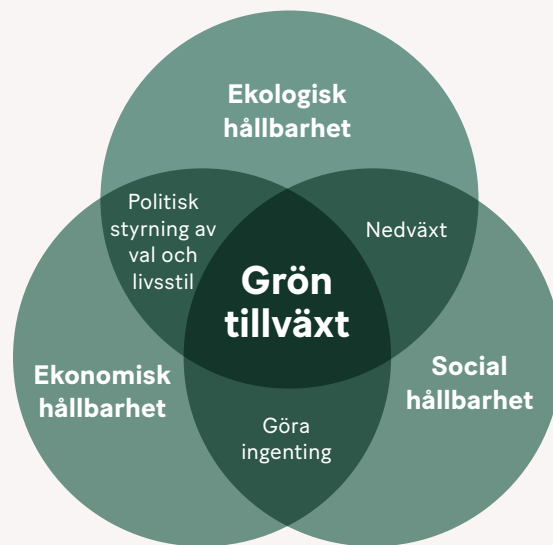 Ekologisk
hållbarhet
Politisk
styrning av
val och
livsstil
Nedväxt
Grön
tillväxt
Ekonomisk
hållbarhet
Social
hållbarhet
Göra
ingenting